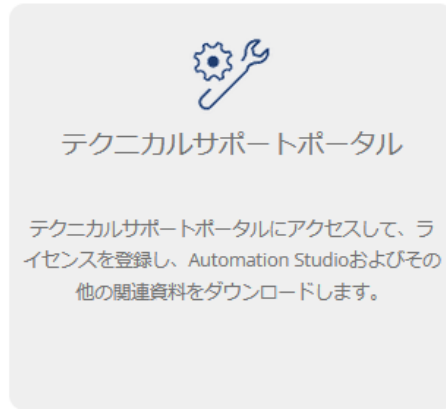 テクニカルサポートポータル
テクニカルサポートポータルにアクセスして、ラ
イセンスを登録し、Automation Studioおよびその
他の関連資料をダウンロードします。